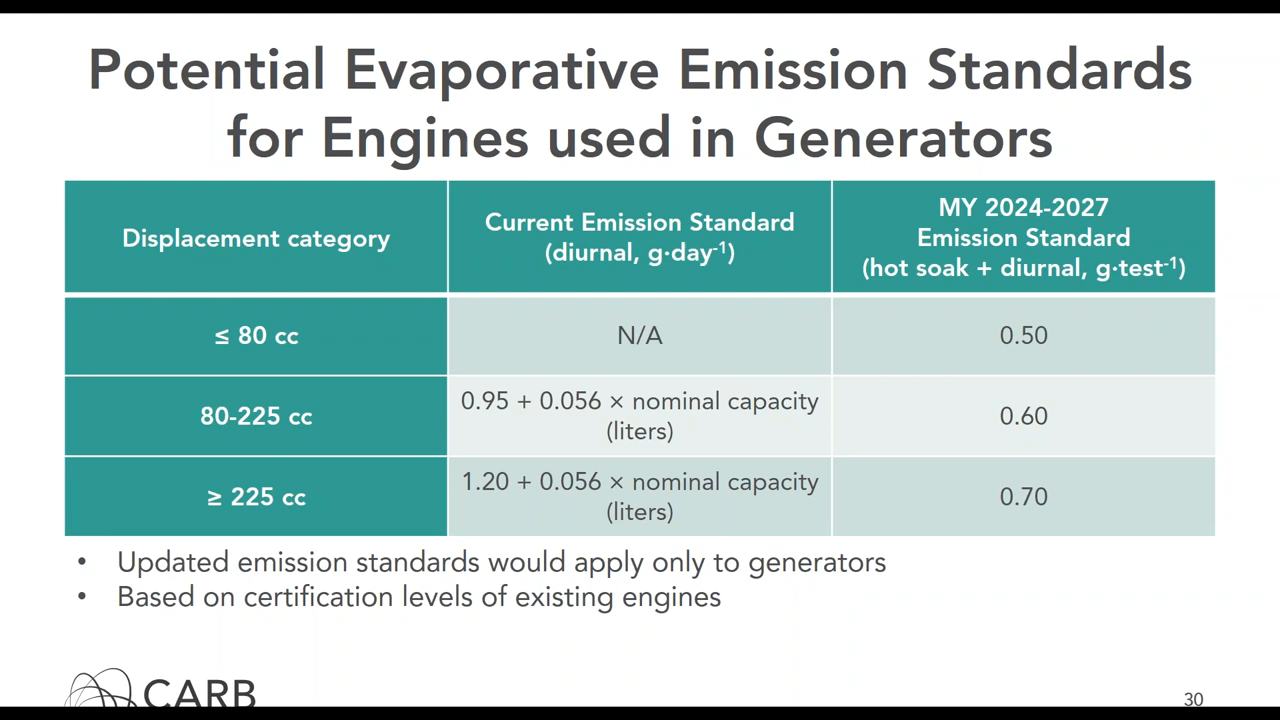 Potential Evaporative Emission Standards
for Engines used in Generators
Displacement category
Current Emission Standard
(diurnal, g·day⁻¹)
MY 2024-2027
Emission Standard
(hot soak + diurnal, g·test⁻¹)
≤ 80 cc
N/A
0.50
80-225 cc
0.95 + 0.056 × nominal capacity
(liters)
0.60
≥ 225 cc
1.20 + 0.056 × nominal capacity
(liters)
0.70
• Updated emission standards would apply only to generators
• Based on certification levels of existing engines
CARB
30